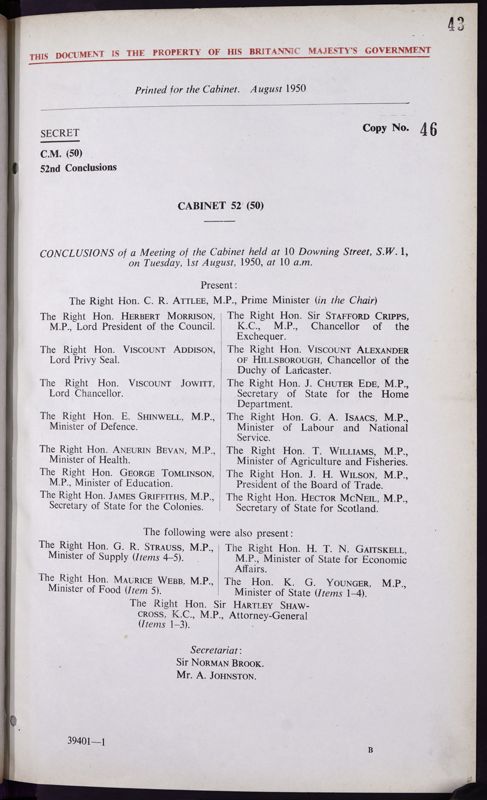 43
THIS DOCUMENT IS THE PROPERTY OF HIS BRITANNIC MAJESTY'S GOVERNMENT
Printed for the Cabinet. August 1950
SECRET
Copy No. 46
C.M. (50)
52nd Conclusions
CABINET 52 (50)
CONCLUSIONS of a Meeting of the Cabinet held at 10 Downing Street, S.W. 1,
on Tuesday, 1st August, 1950, at 10 a.m.
Present:
The Right Hon. C. R. ATTLEE, M.P., Prime Minister (in the Chair)
The Right Hon. HERBERT MORRISON,
M.P., Lord President of the Council.
The Right Hon. Sir STAFFORD CRIPPS,
K.C., M.P., Chancellor of the
Exchequer.
The Right Hon. VISCOUNT ADDISON,
Lord Privy Seal.
The Right Hon. VISCOUNT ALEXANDER
OF HILLSBOROUGH, Chancellor of the
Duchy of Lancaster.
The Right Hon. VISCOUNT JOWITT,
Lord Chancellor.
The Right Hon. J. CHUTER EDE, M.P.,
Secretary of State for the Home
Department.
The Right Hon. E. SHINWELL, M.P.,
Minister of Defence.
The Right Hon. G. A. ISAACS, M.P.,
Minister of Labour and National
Service.
The Right Hon. ANEURIN BEVAN, M.P.,
Minister of Health.
The Right Hon. T. WILLIAMS, M.P.,
Minister of Agriculture and Fisheries.
The Right Hon. GEORGE TOMLINSON,
M.P., Minister of Education.
The Right Hon. J. H. WILSON, M.P.,
President of the Board of Trade.
The Right Hon. JAMES GRIFFITHS, M.P.,
Secretary of State for the Colonies.
The Right Hon. HECTOR MCNEIL, M.P.,
Secretary of State for Scotland.
The following were also present:
The Right Hon. G. R. STRAUSS, M.P.,
Minister of Supply (Items 4–5).
The Right Hon. H. T. N. GAITSKELL,
M.P., Minister of State for Economic
Affairs.
The Right Hon. MAURICE WEBB, M.P.,
Minister of Food (Item 5).
The Hon. K. G. YOUNGER, M.P.,
Minister of State (Items 1–4).
The Right Hon. Sir HARTLEY SHAW-
CROSS, K.C., M.P., Attorney-General
(Items 1–3).
Secretariat:
Sir NORMAN BROOK.
Mr. A. JOHNSTON.
39401—1
B